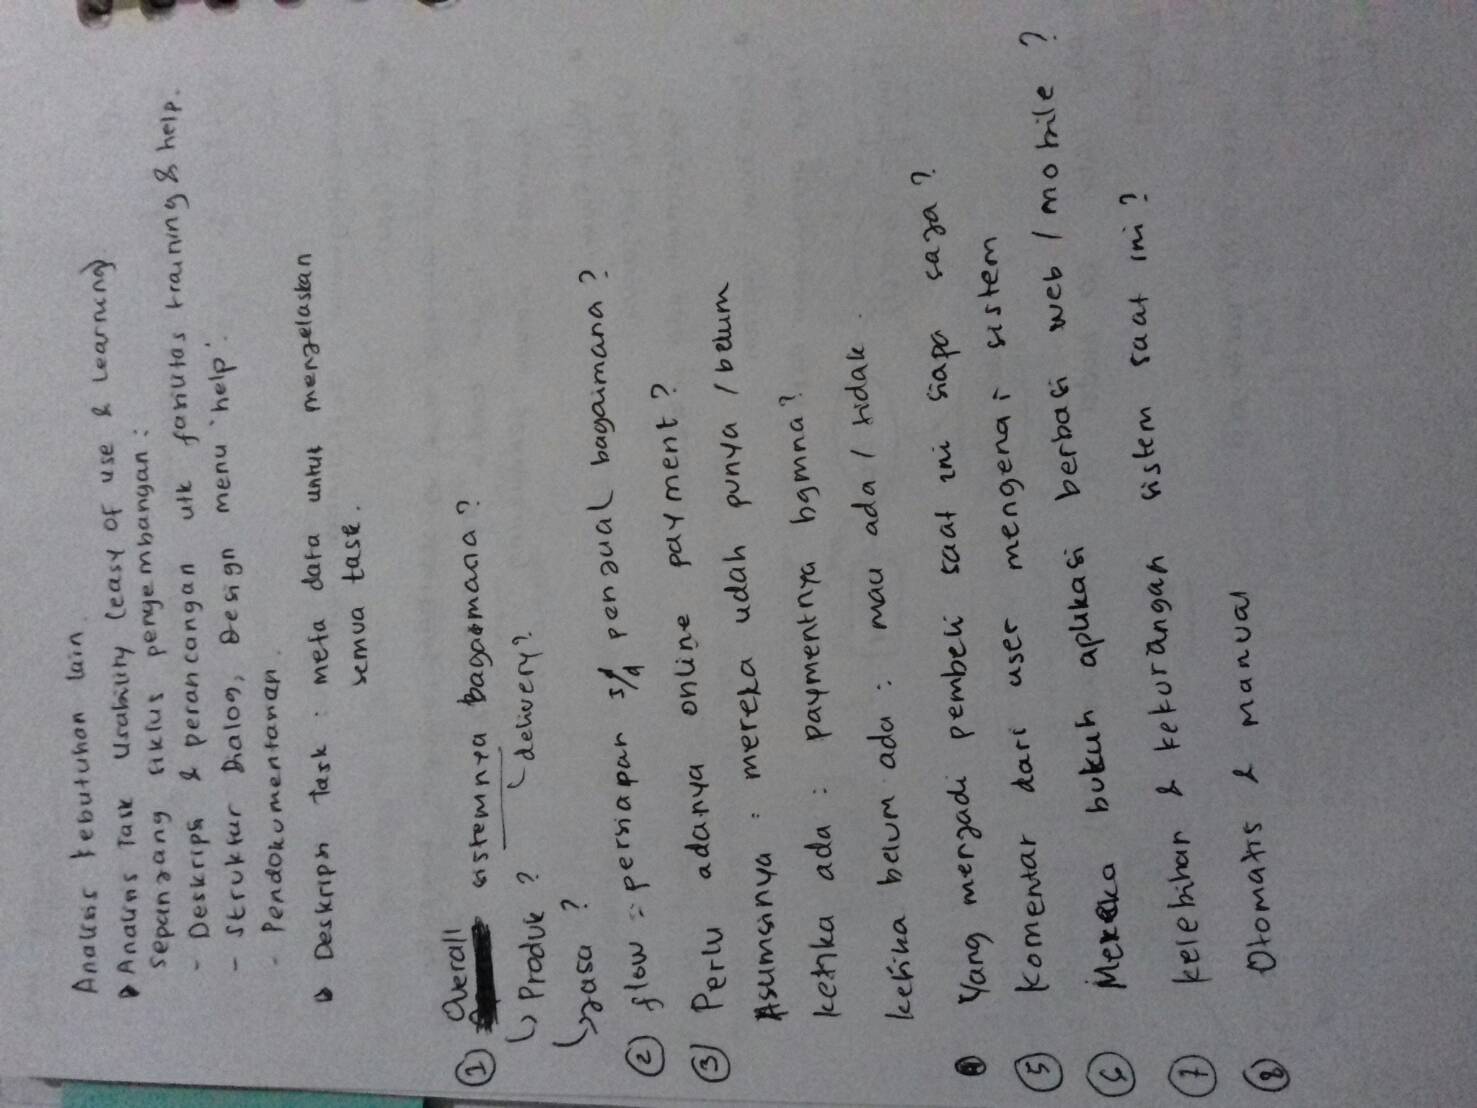 Analisis kebutuhan lain.
Analisis Task Usability (easy of use & Learning)
sepanjang siklus pengembangan :
- Deskripsi & perancangan utk fasilitas training & help.
- Struktur Dialog, Design menu 'help'.
- Pendokumentanan.
Deskripsi Task : meta data untuk menjelaskan
semua task.
① Overall sistemnya bagaimana ?
↳ Produk ? delivery?
↳ jasa ?
② flow = persiapan s/d penjual bagaimana ?
③ Perlu adanya online payment ?
Asumsinya : mereka udah punya / belum
ketika ada : paymentnya bgmna ?
ketika belum ada : mau ada / tidak.
④ Yang menjadi pembeli saat ini siapa saja ?
⑤ Komentar dari user mengenai sistem
⑥ Mereka butuh aplikasi berbasi web / mobile ?
⑦ kelebihan & kekurangan sistem saat ini ?
⑧ Otomatis & manual